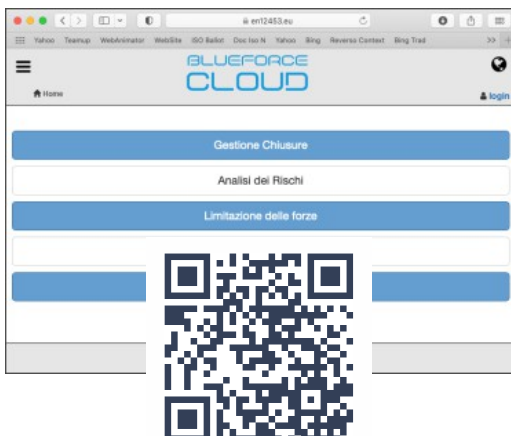 en12453.eu
Yahoo Teamup WebAnimator WebSite ISO Ballot Doc Iso N Yahoo Bing Reverso Context Bing Trad
BLUEFORCE
CLOUD
Home
login
Gestione Chiusure
Analisi dei Rischi
Limitazione delle forze